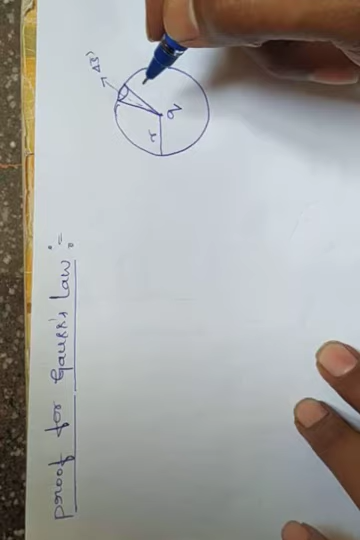 Proof for Gauss's Law :-
ΔS
r
q